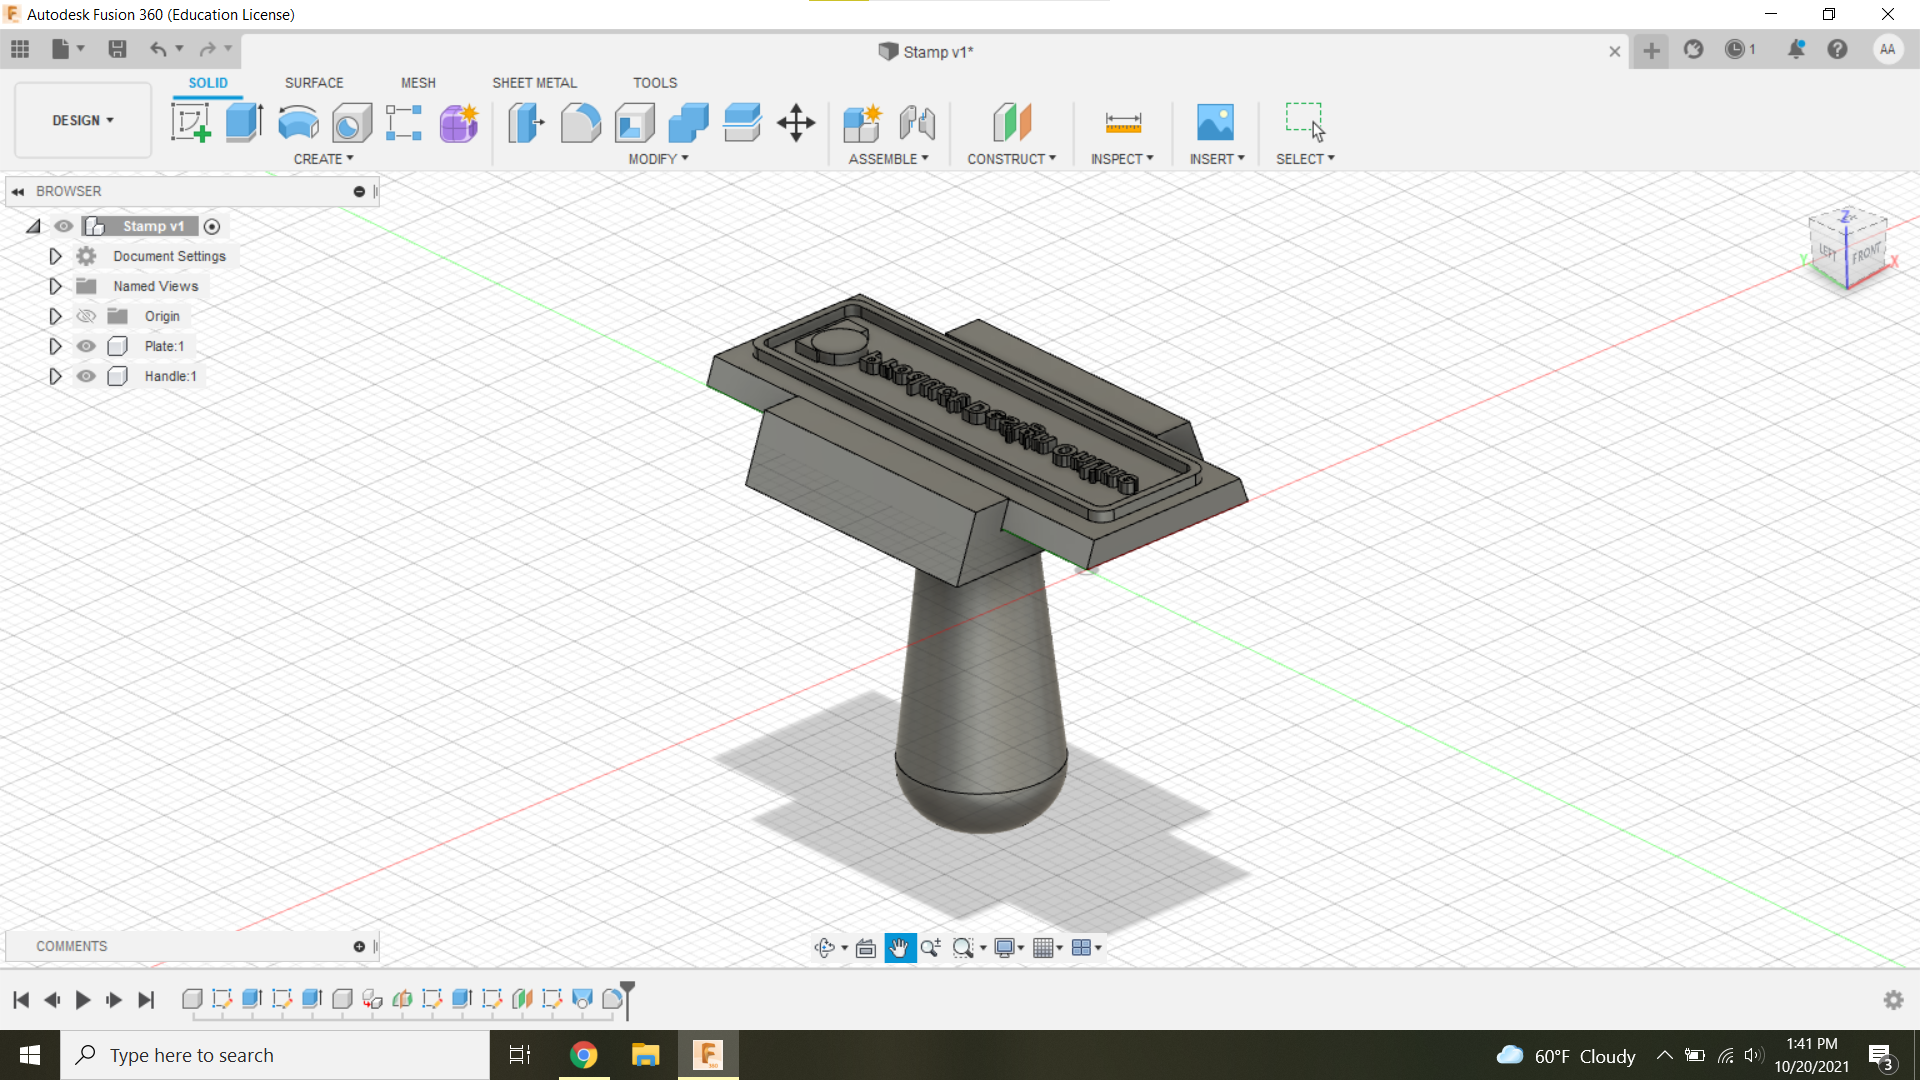 Autodesk Fusion 360 (Education License)
Stamp v1*
1
AA
SOLID
SURFACE
MESH
SHEET METAL
TOOLS
DESIGN
CREATE
MODIFY
ASSEMBLE
CONSTRUCT
INSPECT
INSERT
SELECT
BROWSER
Stamp v1
Document Settings
Named Views
Origin
Plate:1
Handle:1
Z
LEFT
FRONT
Y
X
COMMENTS
Type here to search
60°F Cloudy
1:41 PM
10/20/2021
3